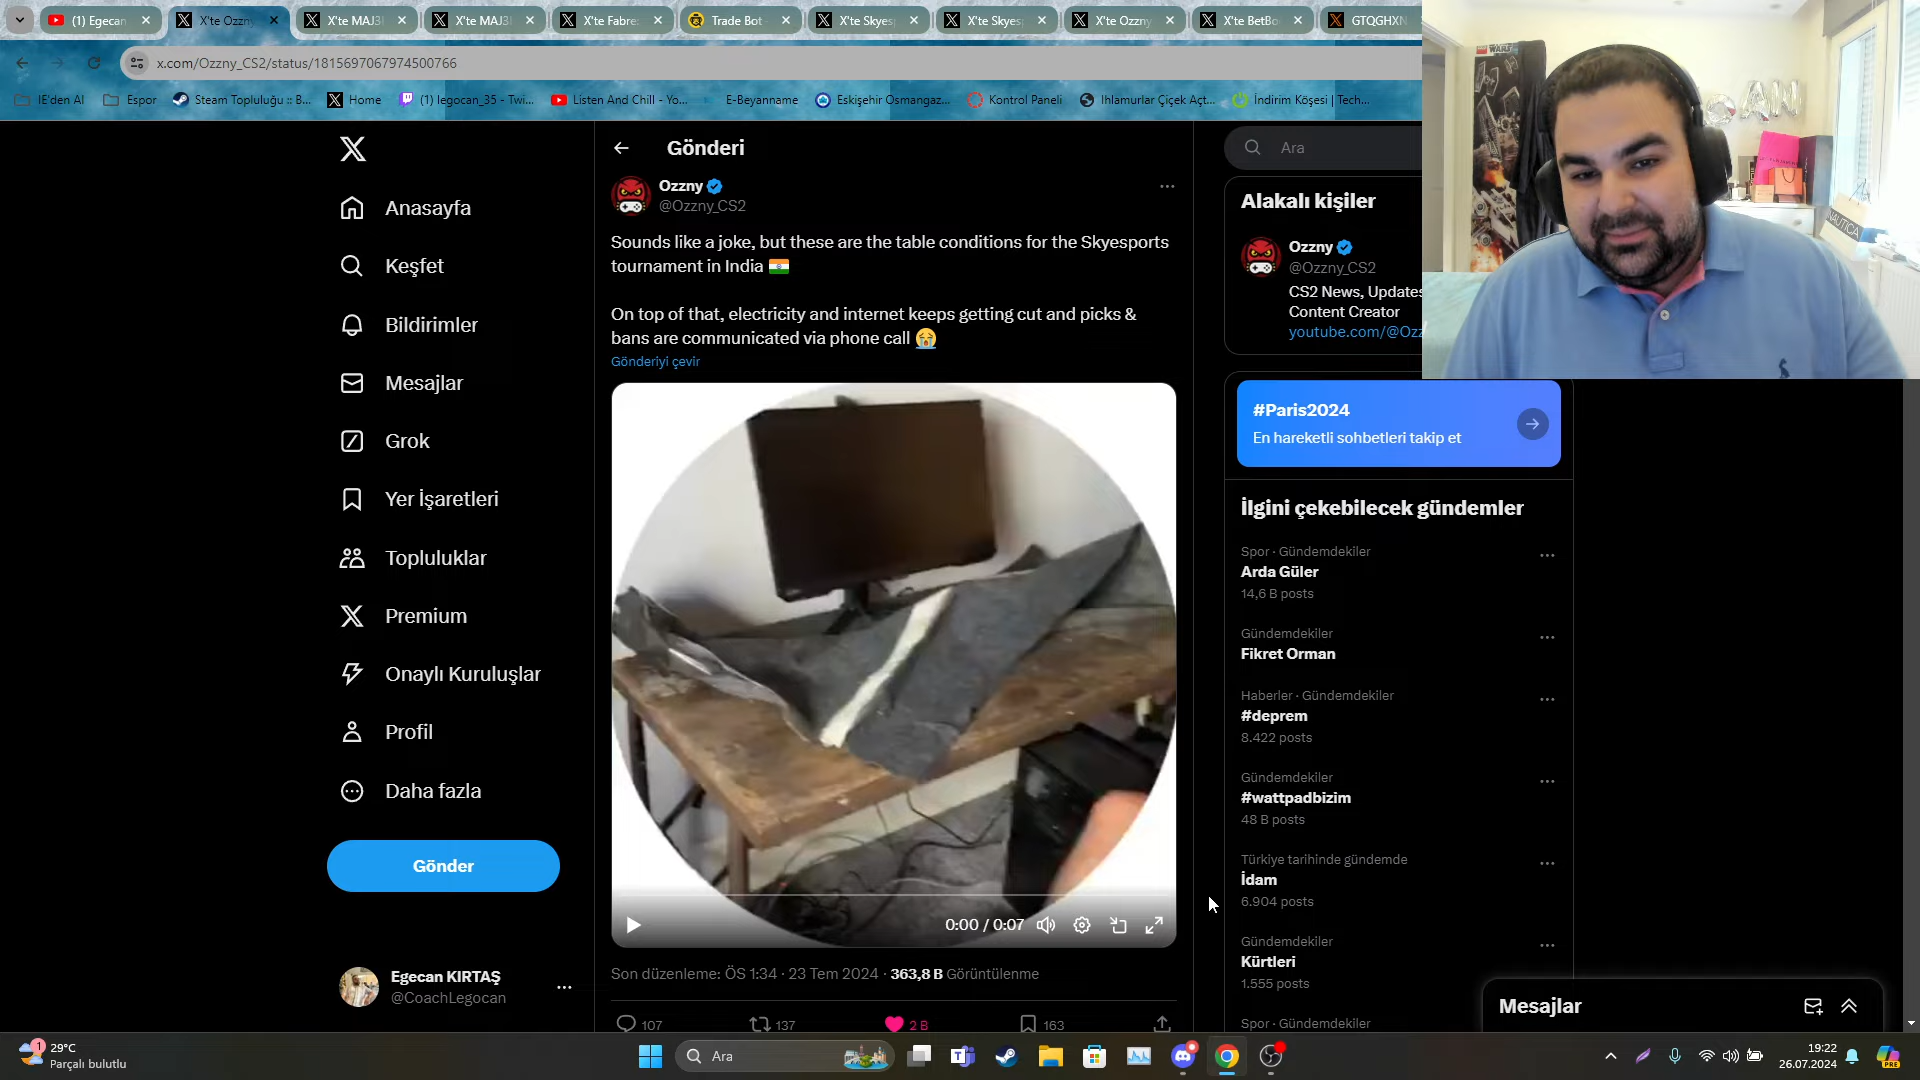 (1) Egecan
X'te Ozzny
X'te MAJ3
X'te MAJ3
X'te Fabre
Trade Bot
X'te Skyes
X'te Skyes
X'te Ozzny
X'te BetBo
GTQGHXN
x.com/Ozzny_CS2/status/1815697067974500766
IE'den Al
Espor
Steam Topluluğu :: B...
Home
(1) legocan_35 - Twi...
Listen And Chill - Yo...
E-Beyanname
Eskişehir Osmangaz...
Kontrol Paneli
Ihlamurlar Çiçek Açt...
İndirim Köşesi | Tech...
Anasayfa
Keşfet
Bildirimler
Mesajlar
Grok
Yer İşaretleri
Topluluklar
Premium
Onaylı Kuruluşlar
Profil
Daha fazla
Gönder
Egecan KIRTAŞ
@CoachLegocan
Gönderi
Ozzny
@Ozzny_CS2
Sounds like a joke, but these are the table conditions for the Skyesports
tournament in India 🇮🇳
On top of that, electricity and internet keeps getting cut and picks &
bans are communicated via phone call 😭
Gönderiyi çevir
0:00 / 0:07
Son düzenleme: ÖS 1:34 · 23 Tem 2024 · 363,8 B Görüntülenme
107
137
2 B
163
Ara
Alakalı kişiler
Ozzny
@Ozzny_CS2
CS2 News, Updates
Content Creator
youtube.com/@Ozz
#Paris2024
En hareketli sohbetleri takip et
İlgini çekebilecek gündemler
Spor · Gündemdekiler
Arda Güler
14,6 B posts
Gündemdekiler
Fikret Orman
Haberler · Gündemdekiler
#deprem
8.422 posts
Gündemdekiler
#wattpadbizim
48 B posts
Türkiye tarihinde gündemde
İdam
6.904 posts
Gündemdekiler
Kürtleri
1.555 posts
Spor · Gündemdekiler
Mesajlar
NAUTICA
1
29°C
Parçalı bulutlu
Ara
19:22
26.07.2024
PRE